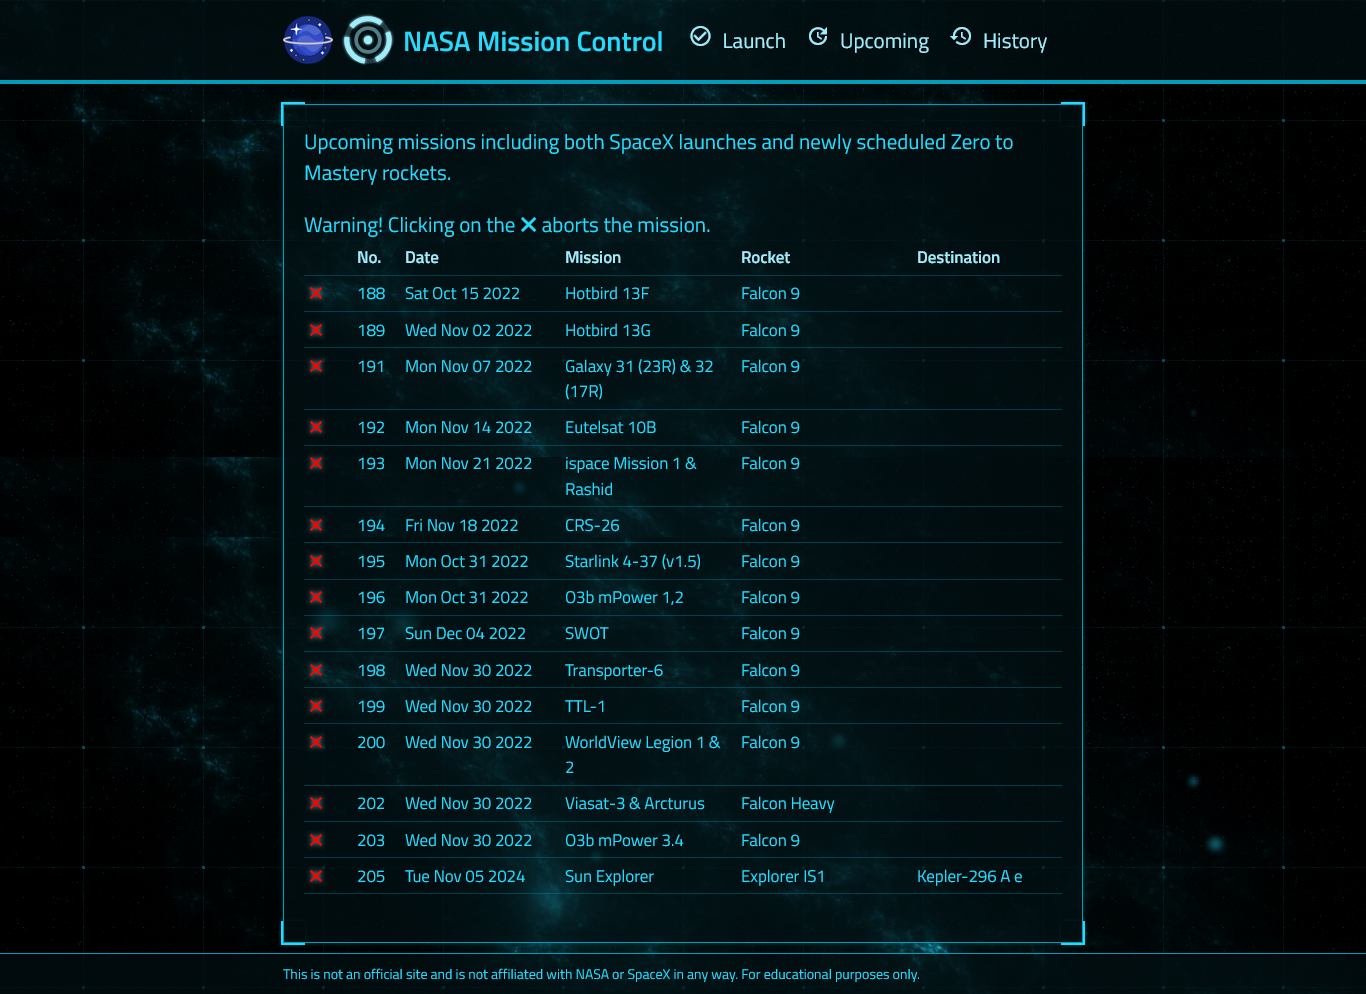 NASA Mission Control Launch Upcoming History
Upcoming missions including both SpaceX launches and newly scheduled Zero to
Mastery rockets.
Warning! Clicking on the ✕ aborts the mission.
No. Date Mission Rocket Destination
188 Sat Oct 15 2022 Hotbird 13F Falcon 9
189 Wed Nov 02 2022 Hotbird 13G Falcon 9
191 Mon Nov 07 2022 Galaxy 31 (23R) & 32 Falcon 9
(17R)
192 Mon Nov 14 2022 Eutelsat 10B Falcon 9
193 Mon Nov 21 2022 ispace Mission 1 & Falcon 9
Rashid
194 Fri Nov 18 2022 CRS-26 Falcon 9
195 Mon Oct 31 2022 Starlink 4-37 (v1.5) Falcon 9
196 Mon Oct 31 2022 O3b mPower 1,2 Falcon 9
197 Sun Dec 04 2022 SWOT Falcon 9
198 Wed Nov 30 2022 Transporter-6 Falcon 9
199 Wed Nov 30 2022 TTL-1 Falcon 9
200 Wed Nov 30 2022 WorldView Legion 1 & Falcon 9
2
202 Wed Nov 30 2022 Viasat-3 & Arcturus Falcon Heavy
203 Wed Nov 30 2022 O3b mPower 3.4 Falcon 9
205 Tue Nov 05 2024 Sun Explorer Explorer IS1 Kepler-296 A e
This is not an official site and is not affiliated with NASA or SpaceX in any way. For educational purposes only.